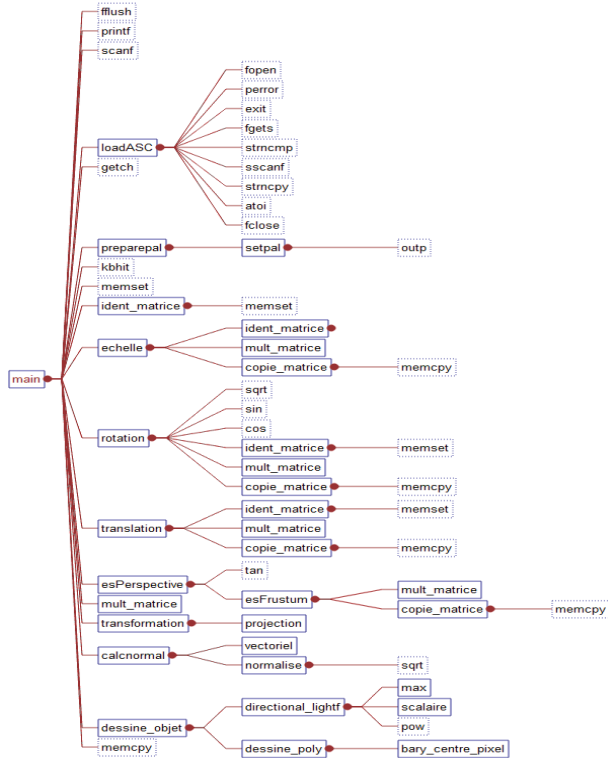 fflush
printf
scanf
fopen
perror
exit
fgets
loadASC strncmp
getch sscanf
strncpy
atoi
fclose
preparepal setpal outp
kbhit
memset
ident_matrice memset
ident_matrice
echelle mult_matrice
copie_matrice memcpy
main
sqrt
sin
cos
rotation ident_matrice memset
mult_matrice
copie_matrice memcpy
ident_matrice memset
translation mult_matrice
copie_matrice memcpy
tan
esPerspective mult_matrice
mult_matrice esFrustum copie_matrice memcpy
transformation projection
vectoriel
calcnormal normalise sqrt
max
directional_lightf scalaire
dessine_objet pow
memcpy dessine_poly bary_centre_pixel